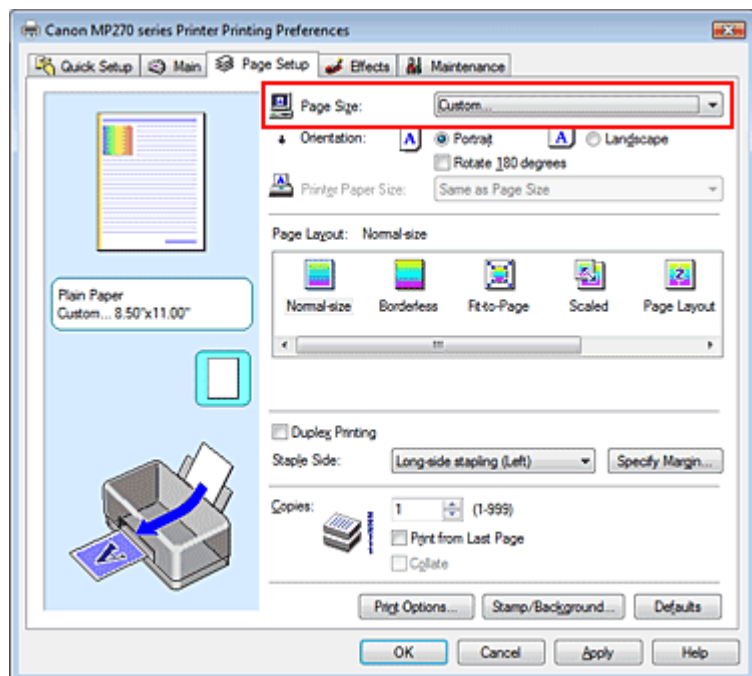 Canon MP270 series Printer Printing Preferences
Quick Setup Main Page Setup Effects Maintenance
Page Size: Custom...
Orientation: A Portrait A Landscape
Rotate 180 degrees
Printer Paper Size: Same as Page Size
Page Layout: Normal-size
Normal-size Borderless Fit-to-Page Scaled Page Layout
Plain Paper
Custom... 8.50"x11.00"
Duplex Printing
Staple Side: Long-side stapling (Left) Specify Margin...
Copies: 1 (1-999)
Print from Last Page
Collate
Print Options... Stamp/Background... Defaults
OK Cancel Apply Help